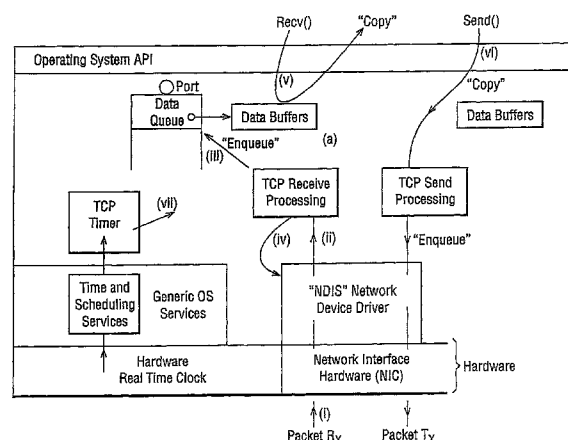 Recv()
"Copy"
Send()
Operating System API
(v)
(vi)
"Copy"
Port
Data
Queue
Data Buffers
Data Buffers
"Enqueue"
(a)
(iii)
TCP Receive
Processing
TCP Send
Processing
TCP
Timer
(vii)
(iv)
(ii)
"Enqueue"
Time and
Scheduling
Services
Generic OS
Services
"NDIS" Network
Device Driver
Hardware
Real Time Clock
Network Interface
Hardware (NIC)
Hardware
(i)
Packet Rx
Packet Tx